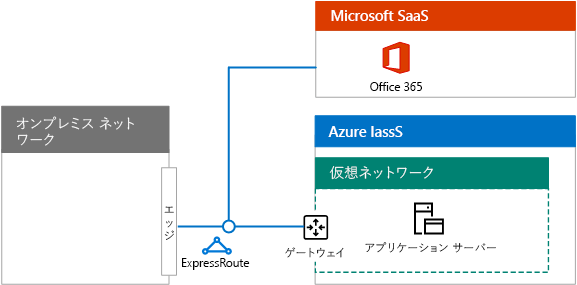 Microsoft SaaS
Office 365
オンプレミス ネット
ワーク
Azure IassS
仮想ネットワーク
エッジ
アプリケーション サーバー
ゲートウェイ
ExpressRoute